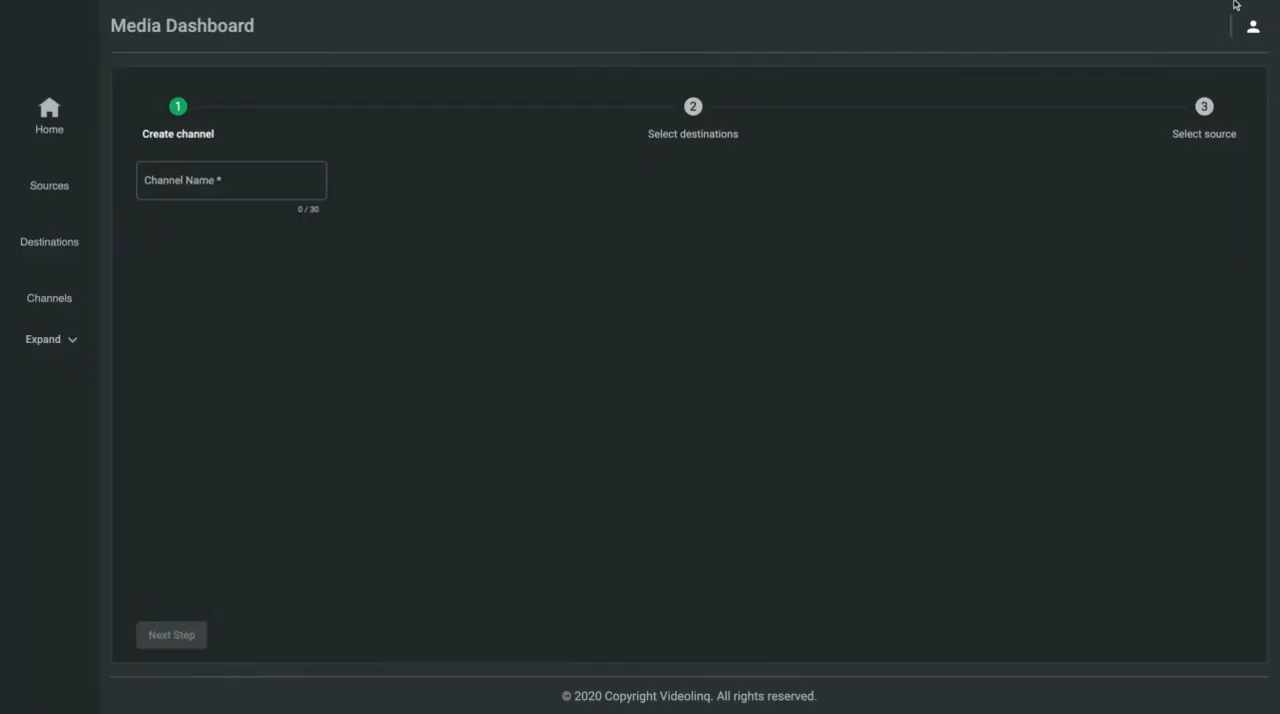 Media Dashboard
Home
Sources
Destinations
Channels
Expand
1
2
3
Create channel
Select destinations
Select source
Channel Name *
0 / 30
Next Step
© 2020 Copyright Videolinq. All rights reserved.